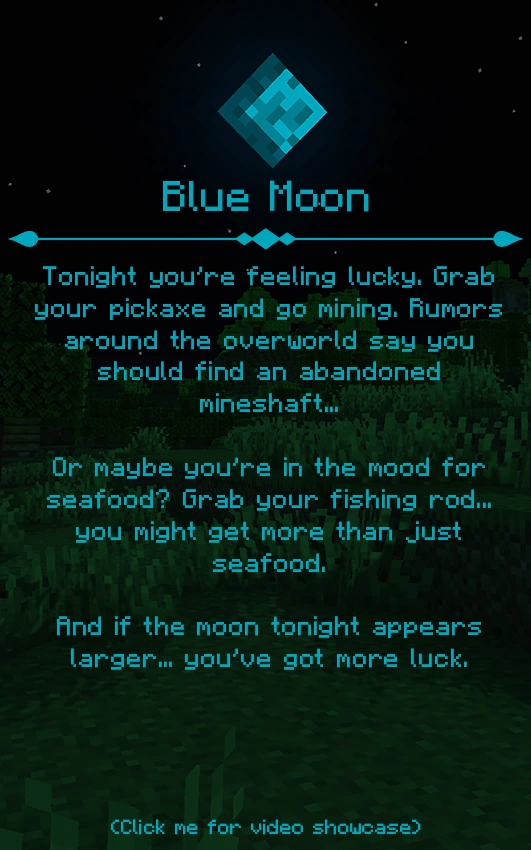 Blue Moon
Tonight you're feeling lucky. Grab
your pickaxe and go mining. Rumors
around the overworld say you
should find an abandoned
mineshaft...
Or maybe you're in the mood for
seafood? Grab your fishing rod...
you might get more than just
seafood.
And if the moon tonight appears
larger... you've got more luck.
(Click me for video showcase)